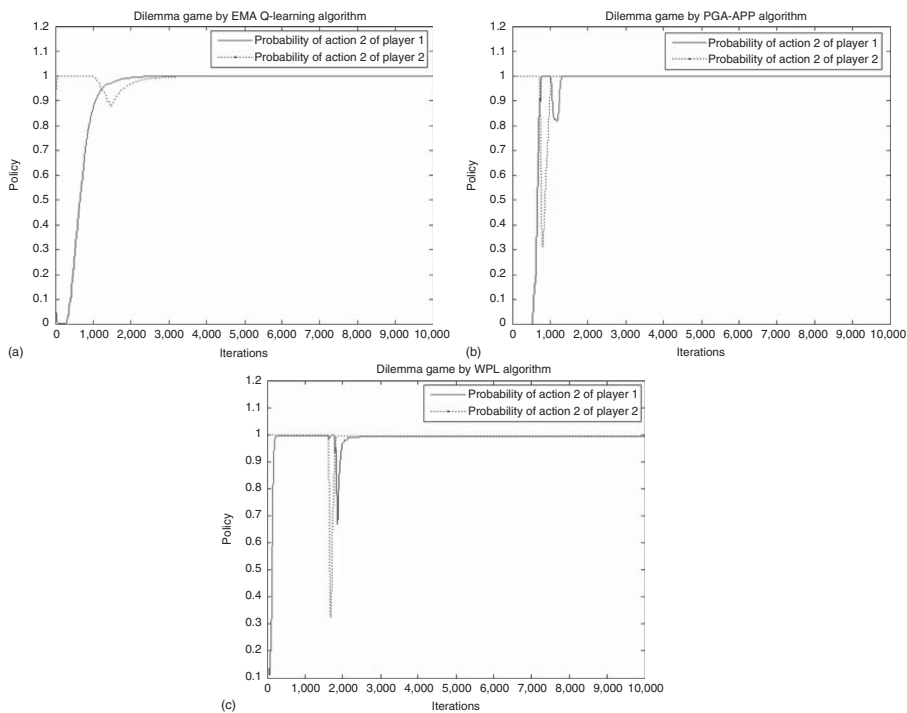 Dilemma game by EMA Q-learning algorithm
1.2
1.1
1
0.9
0.8
0.7
0.6
0.5
0.4
0.3
0.2
0.1
0
Policy
Probability of action 2 of player 1
Probability of action 2 of player 2
0 1,000 2,000 3,000 4,000 5,000 6,000 7,000 8,000 9,000 10,000
Iterations
(a)
Dilemma game by PGA-APP algorithm
1.2
1.1
1
0.9
0.8
0.7
0.6
0.5
0.4
0.3
0.2
0.1
0
Policy
Probability of action 2 of player 1
Probability of action 2 of player 2
0 1,000 2,000 3,000 4,000 5,000 6,000 7,000 8,000 9,000 10,000
Iterations
(b)
Dilemma game by WPL algorithm
1.2
1.1
1
0.9
0.8
0.7
0.6
0.5
0.4
0.3
0.2
0.1
Policy
Probability of action 2 of player 1
Probability of action 2 of player 2
0 1,000 2,000 3,000 4,000 5,000 6,000 7,000 8,000 9,000 10,000
Iterations
(c)